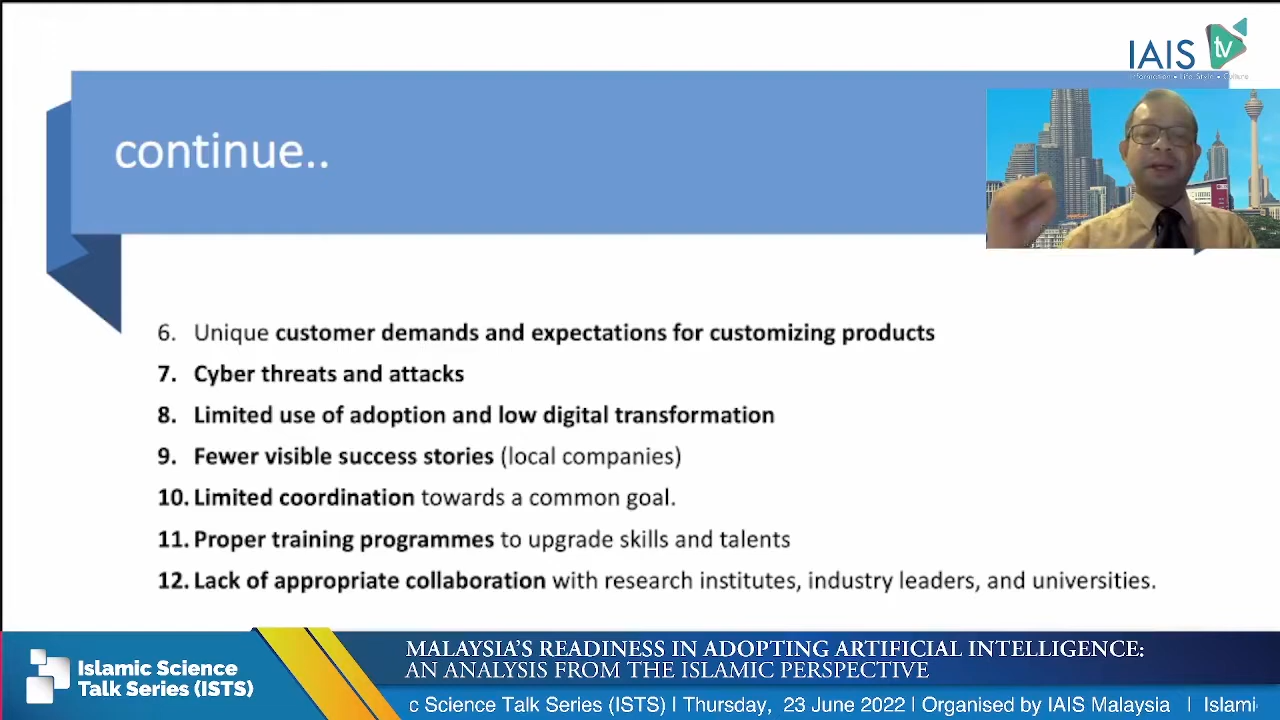 IAIS tv
Information • Life Style • Culture
continue..
6. Unique customer demands and expectations for customizing products
7. Cyber threats and attacks
8. Limited use of adoption and low digital transformation
9. Fewer visible success stories (local companies)
10. Limited coordination towards a common goal.
11. Proper training programmes to upgrade skills and talents
12. Lack of appropriate collaboration with research institutes, industry leaders, and universities.
Islamic Science
Talk Series (ISTS)
MALAYSIA'S READINESS IN ADOPTING ARTIFICIAL INTELLIGENCE:
AN ANALYSIS FROM THE ISLAMIC PERSPECTIVE
c Science Talk Series (ISTS) I Thursday, 23 June 2022 I Organised by IAIS Malaysia I Islami